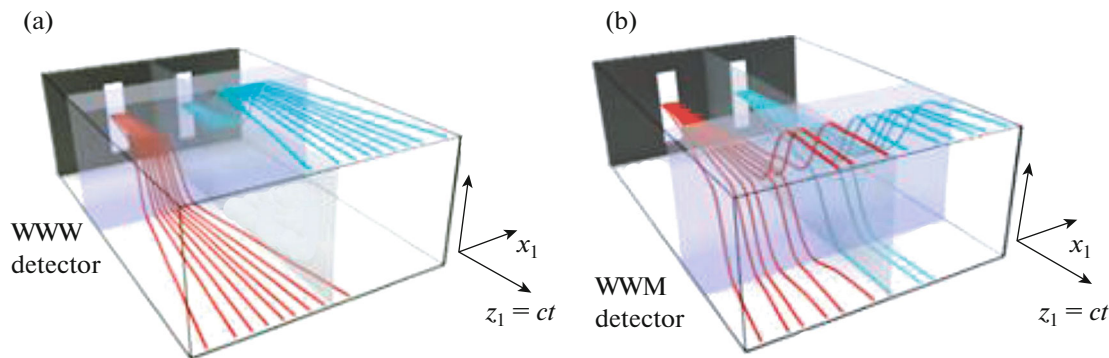 (a)
WWW
detector
x₁
z₁ = ct
(b)
WWM
detector
x₁
z₁ = ct